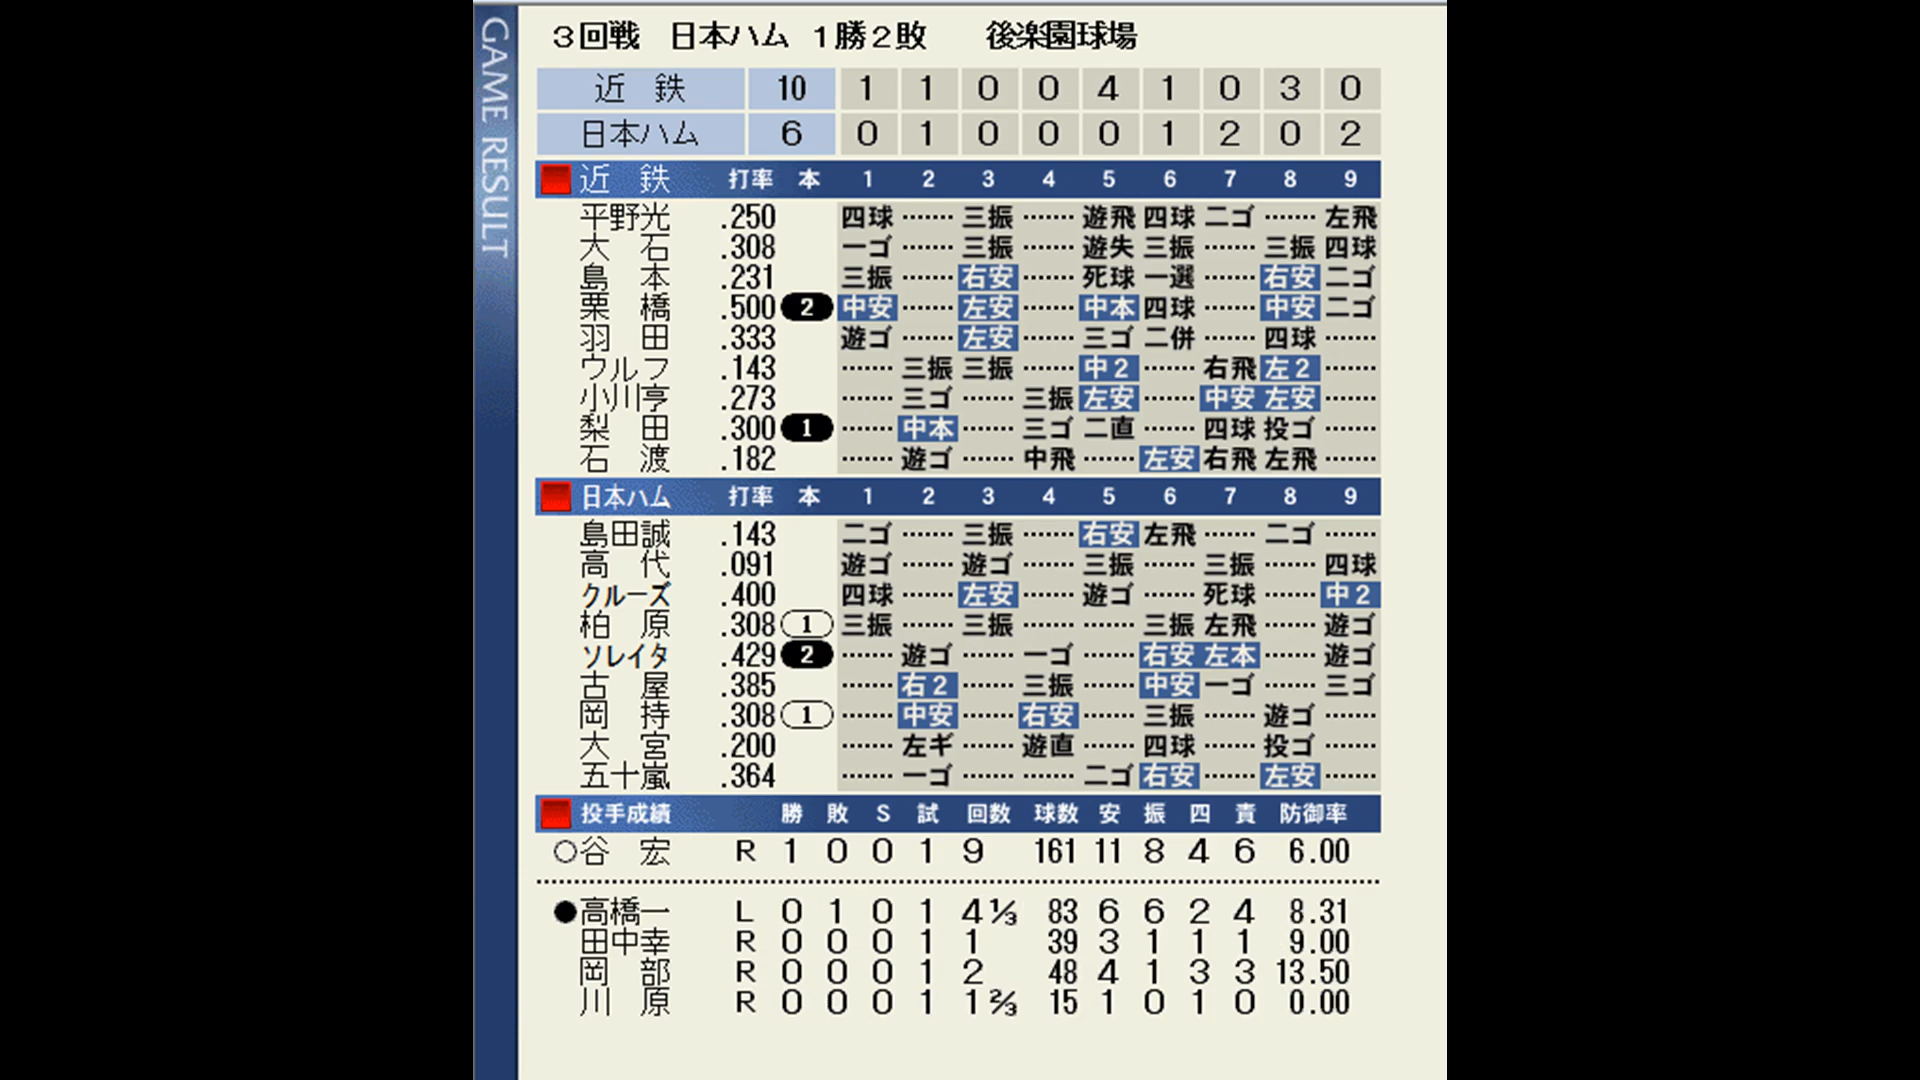 GAME RESULT
３回戦 日本ハム １勝２敗 後楽園球場
近 鉄 10 1 1 0 0 4 1 0 3 0
日本ハム 6 0 1 0 0 0 1 2 0 2
近 鉄 打率 本 1 2 3 4 5 6 7 8 9
平野光 .250 四球 …… 三振 …… 遊飛 四球 二ゴ …… 左飛
大 石 .308 一ゴ …… 三振 …… 遊失 三振 …… 三振 四球
島 本 .231 三振 …… 右安 …… 死球 一選 …… 右安 二ゴ
栗 橋 .500 2 中安 …… 左安 …… 中本 四球 …… 中安 二ゴ
羽 田 .333 遊ゴ …… 左安 …… 三ゴ 二併 …… 四球 ……
ウルフ .143 …… 三振 三振 …… 中２ …… 右飛 左２ ……
小川亨 .273 …… 三ゴ …… 三振 左安 …… 中安 左安 ……
梨 田 .300 1 …… 中本 …… 三ゴ 二直 …… 四球 投ゴ ……
石 渡 .182 …… 遊ゴ …… 中飛 …… 左安 右飛 左飛 ……
日本ハム 打率 本 1 2 3 4 5 6 7 8 9
島田誠 .143 二ゴ …… 三振 …… 右安 左飛 …… 二ゴ ……
高 代 .091 遊ゴ …… 遊ゴ …… 三振 …… 三振 …… 四球
クルーズ .400 四球 …… 左安 …… 遊ゴ …… 死球 …… 中２
柏 原 .308 1 三振 …… 三振 …… …… 三振 左飛 …… 遊ゴ
ソレイタ .429 2 …… 遊ゴ …… 一ゴ …… 右安 左本 …… 遊ゴ
古 屋 .385 …… 右２ …… 三振 …… 中安 一ゴ …… 三ゴ
岡 持 .308 1 …… 中安 …… 右安 …… 三振 …… 遊ゴ ……
大 宮 .200 …… 左ギ …… 遊直 …… 四球 …… 投ゴ ……
五十嵐 .364 …… 一ゴ …… …… 二ゴ 右安 …… 左安 ……
投手成績 勝 敗 S 試 回数 球数 安 振 四 責 防御率
○谷 宏 R 1 0 0 1 9 161 11 8 4 6 6.00
●高橋一 L 0 1 0 1 4⅓ 83 6 6 2 4 8.31
田中幸 R 0 0 0 1 1 39 3 1 1 1 9.00
岡 部 R 0 0 0 1 2 48 4 1 3 3 13.50
川 原 R 0 0 0 1 1⅔ 15 1 0 1 0 0.00